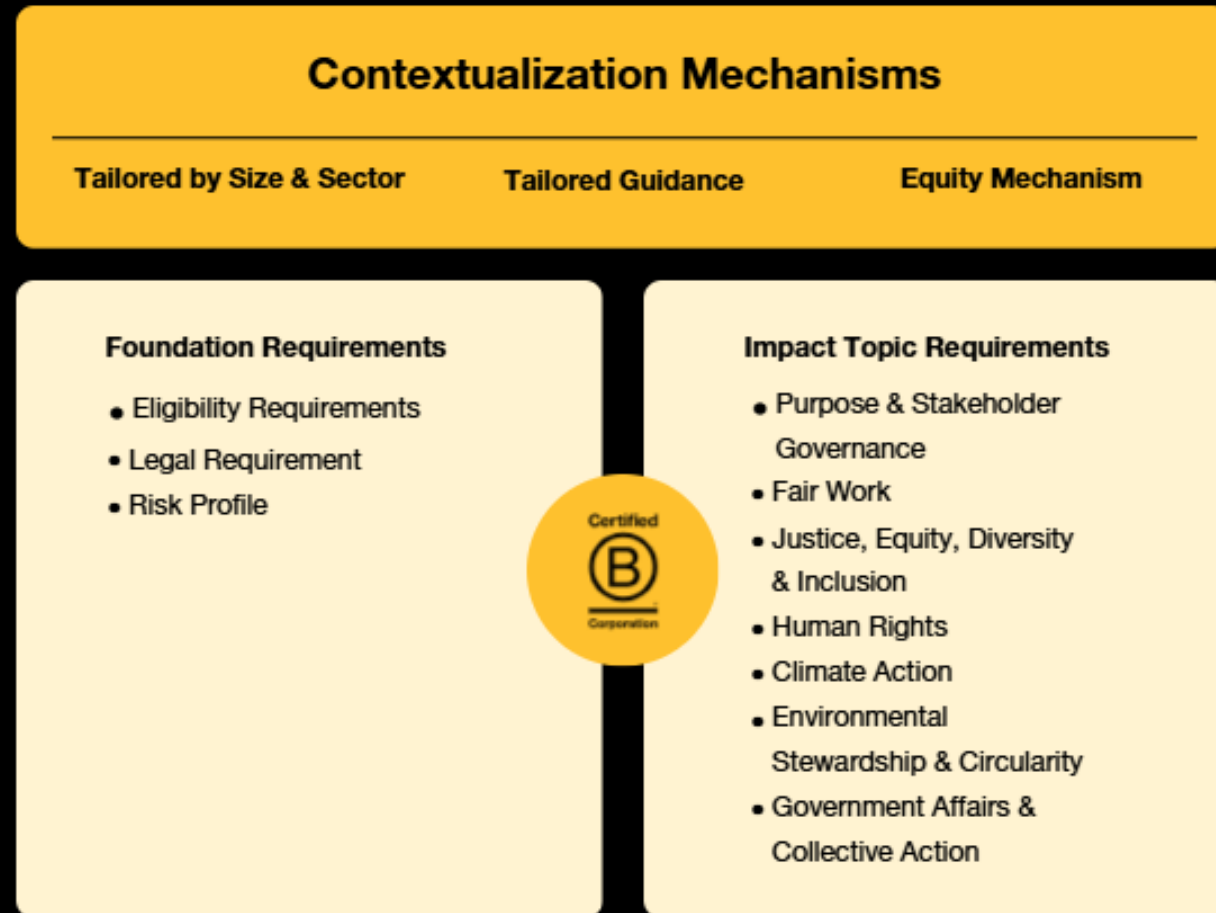 Contextualization Mechanisms
Tailored by Size & Sector
Tailored Guidance
Equity Mechanism
Foundation Requirements
• Eligibility Requirements
• Legal Requirement
• Risk Profile
Certified
B
Corporation
Impact Topic Requirements
• Purpose & Stakeholder
Governance
• Fair Work
• Justice, Equity, Diversity
& Inclusion
• Human Rights
• Climate Action
• Environmental
Stewardship & Circularity
• Government Affairs &
Collective Action